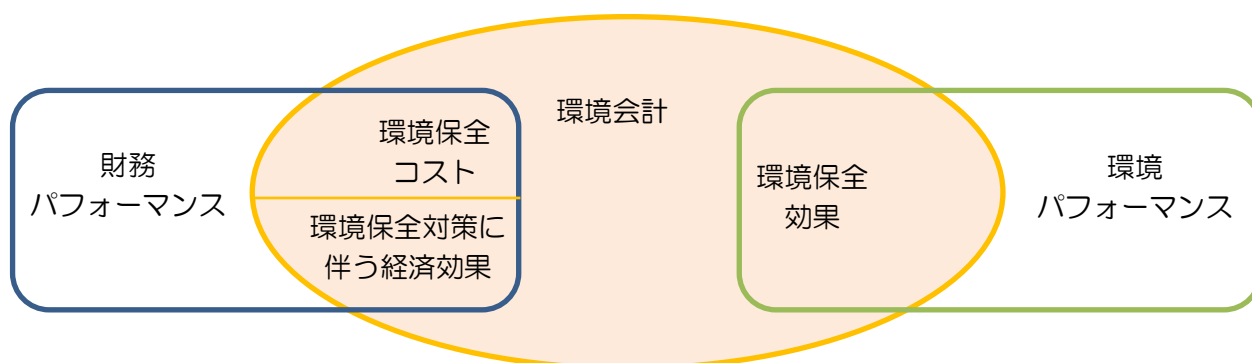 環境会計
財務
パフォーマンス
環境保全
コスト
環境保全対策に
伴う経済効果
環境保全
効果
環境
パフォーマンス